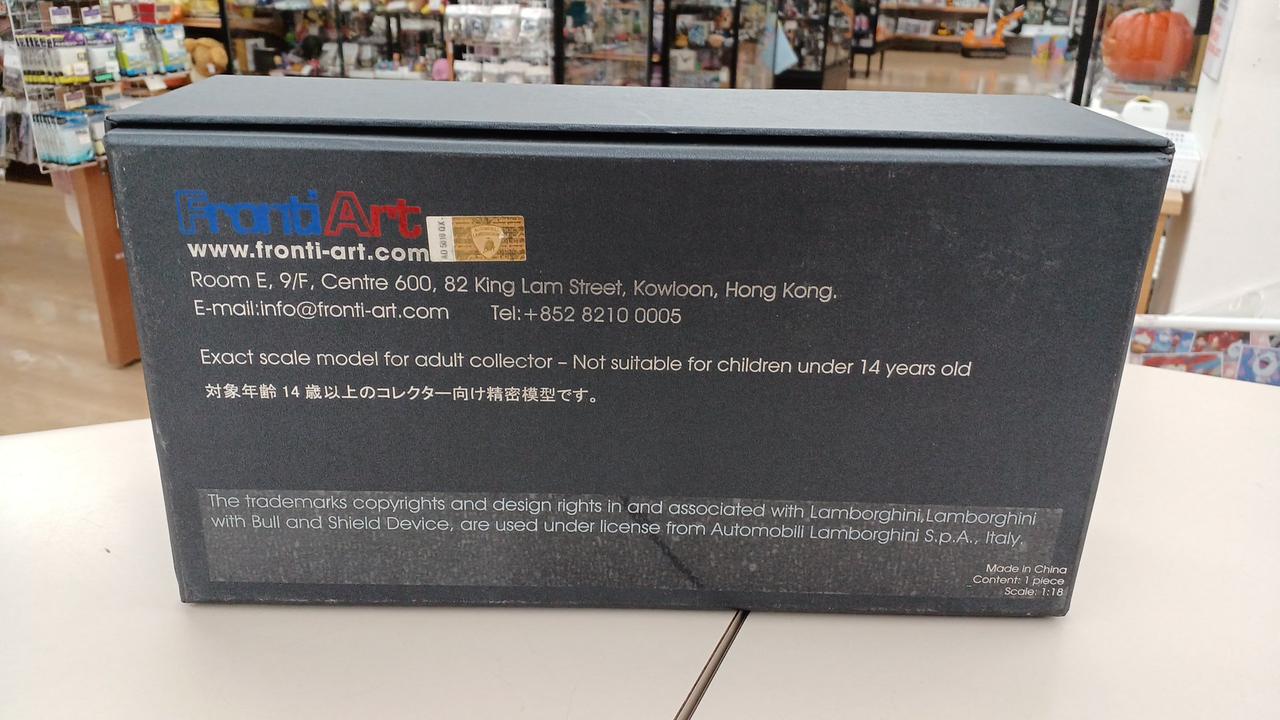 FrontiArt
www.fronti-art.com
Room E, 9/F, Centre 600, 82 King Lam Street, Kowloon, Hong Kong.
E-mail:info@fronti-art.com Tel:+852 8210 0005
Exact scale model for adult collector – Not suitable for children under 14 years old
対象年齢 14 歳以上のコレクター向け精密模型です。
The trademarks copyrights and design rights in and associated with Lamborghini,Lamborghini
with Bull and Shield Device, are used under license from Automobili Lamborghini S.p.A., Italy.
Made in China
Content: 1 piece
Scale: 1:18